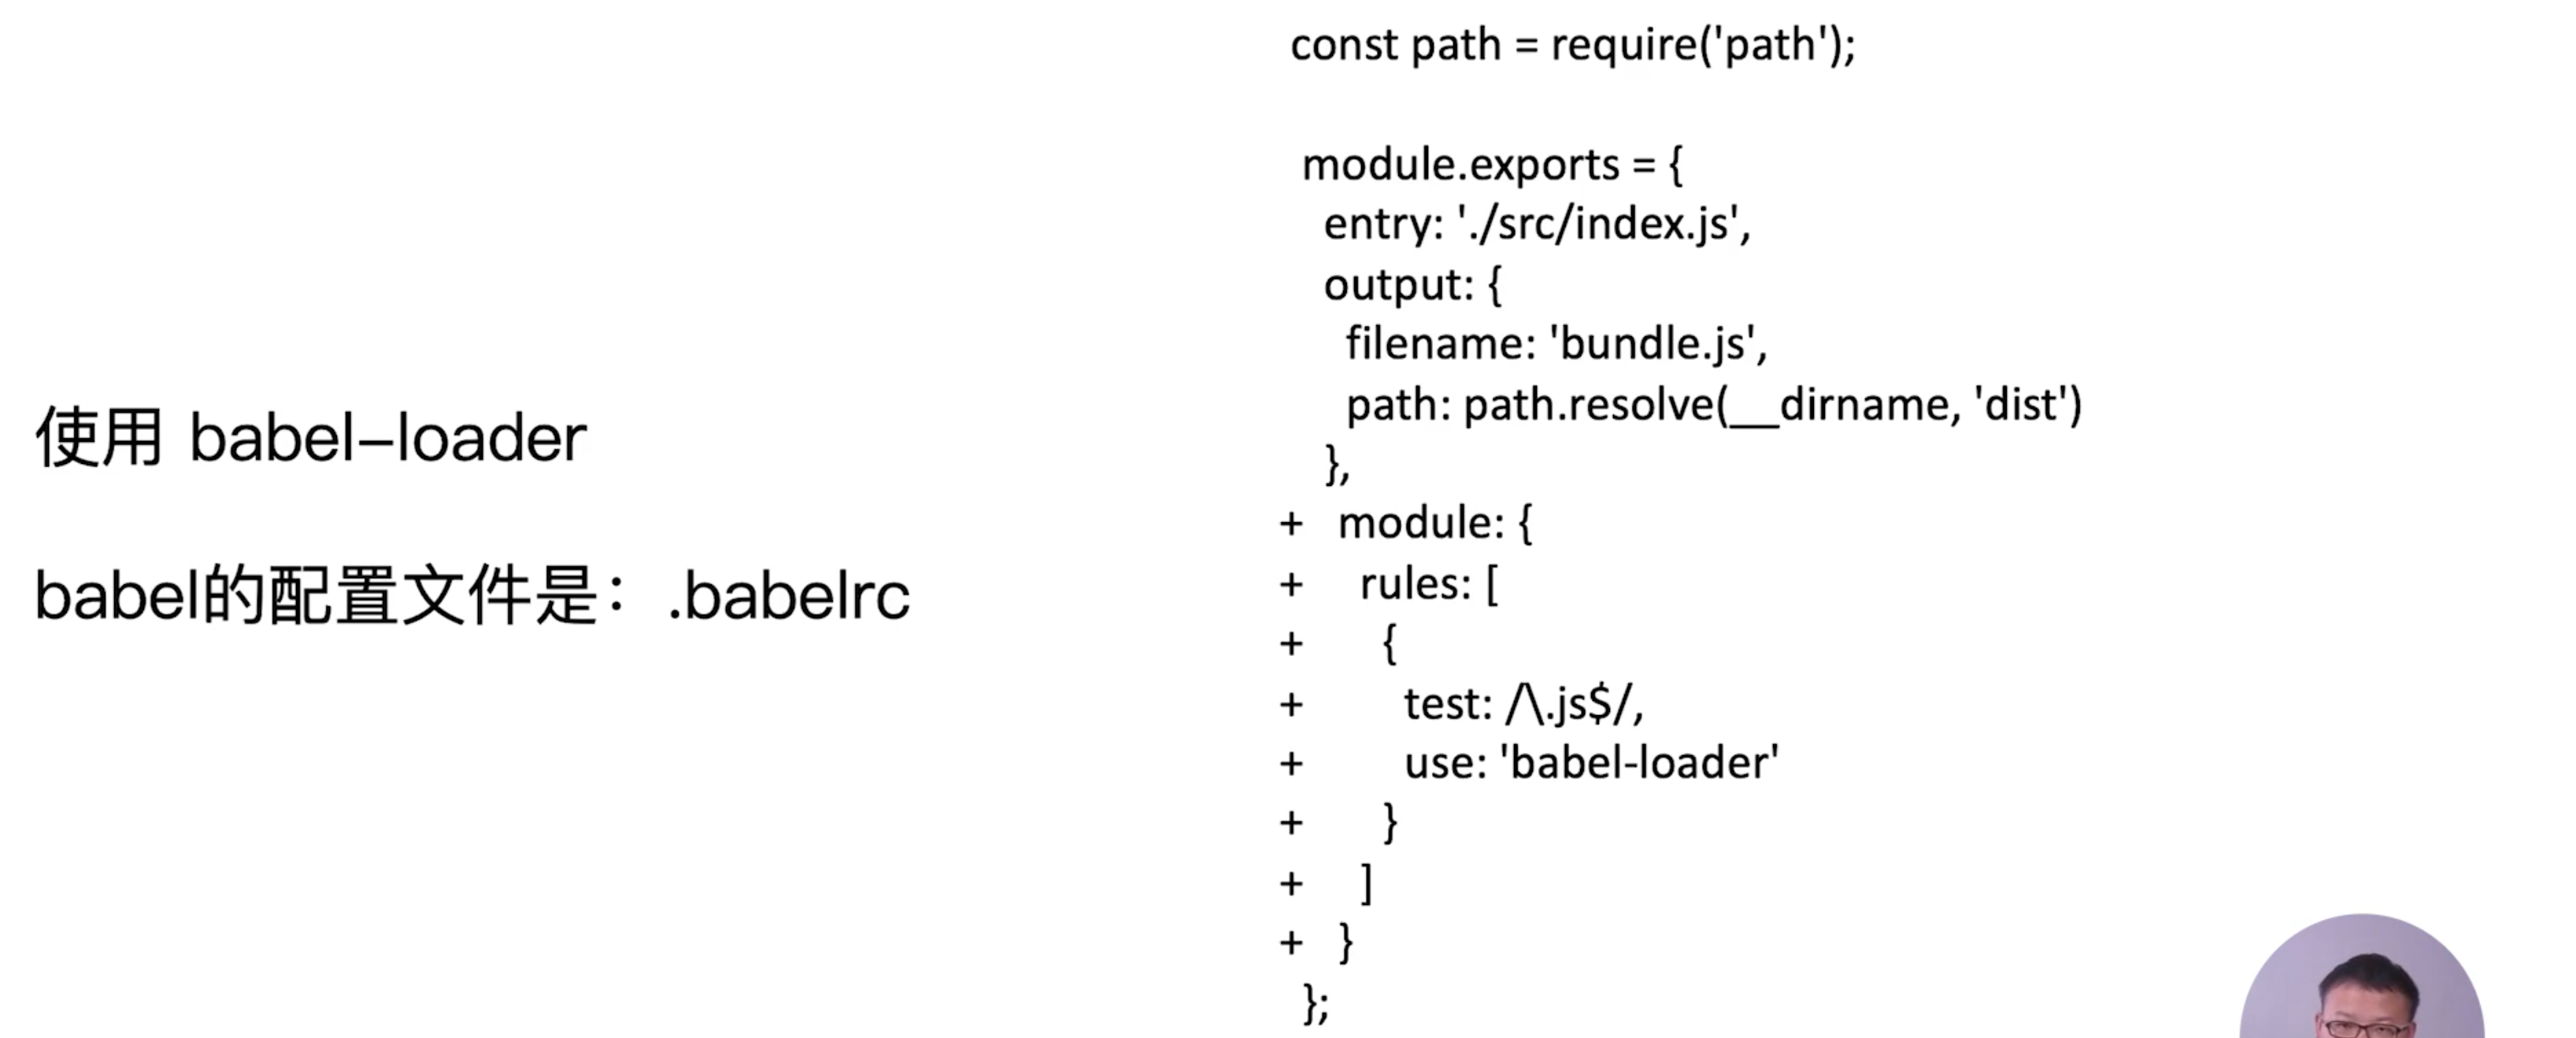 使用 babel-loader
babel的配置文件是：.babelrc
const path = require('path');
module.exports = {
entry: './src/index.js',
output: {
filename: 'bundle.js',
path: path.resolve(__dirname, 'dist')
},
+ module: {
+ rules: [
+ {
+ test: /\.js$/,
+ use: 'babel-loader'
+ }
+ ]
+ }
};